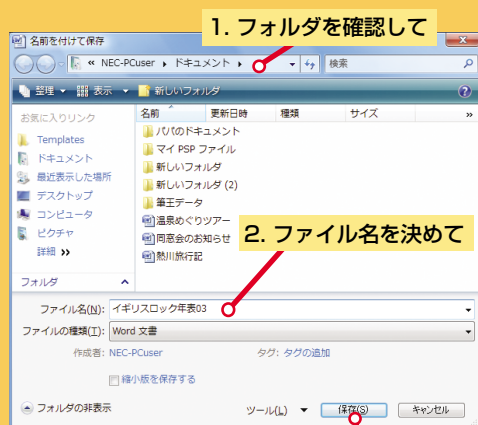 1. フォルダを確認して
名前を付けて保存
« NEC-PCuser ▸ ドキュメント ▸ 検索
整理 ▼ 表示 ▼ 新しいフォルダ
お気に入りリンク
Templates
ドキュメント
最近表示した場所
デスクトップ
コンピュータ
ピクチャ
詳細 »
フォルダ
名前 更新日時 種類 サイズ »
パパのドキュメント
マイ PSP ファイル
新しいフォルダ
新しいフォルダ (2)
筆王データ
温泉めぐりツアー
同窓会のお知らせ
熱川旅行記
2. ファイル名を決めて
ファイル名(N): イギリスロック年表03
ファイルの種類(T): Word 文書
作成者: NEC-PCuser タグ: タグの追加
縮小版を保存する
フォルダの非表示 ツール(L) ▼ 保存(S) キャンセル